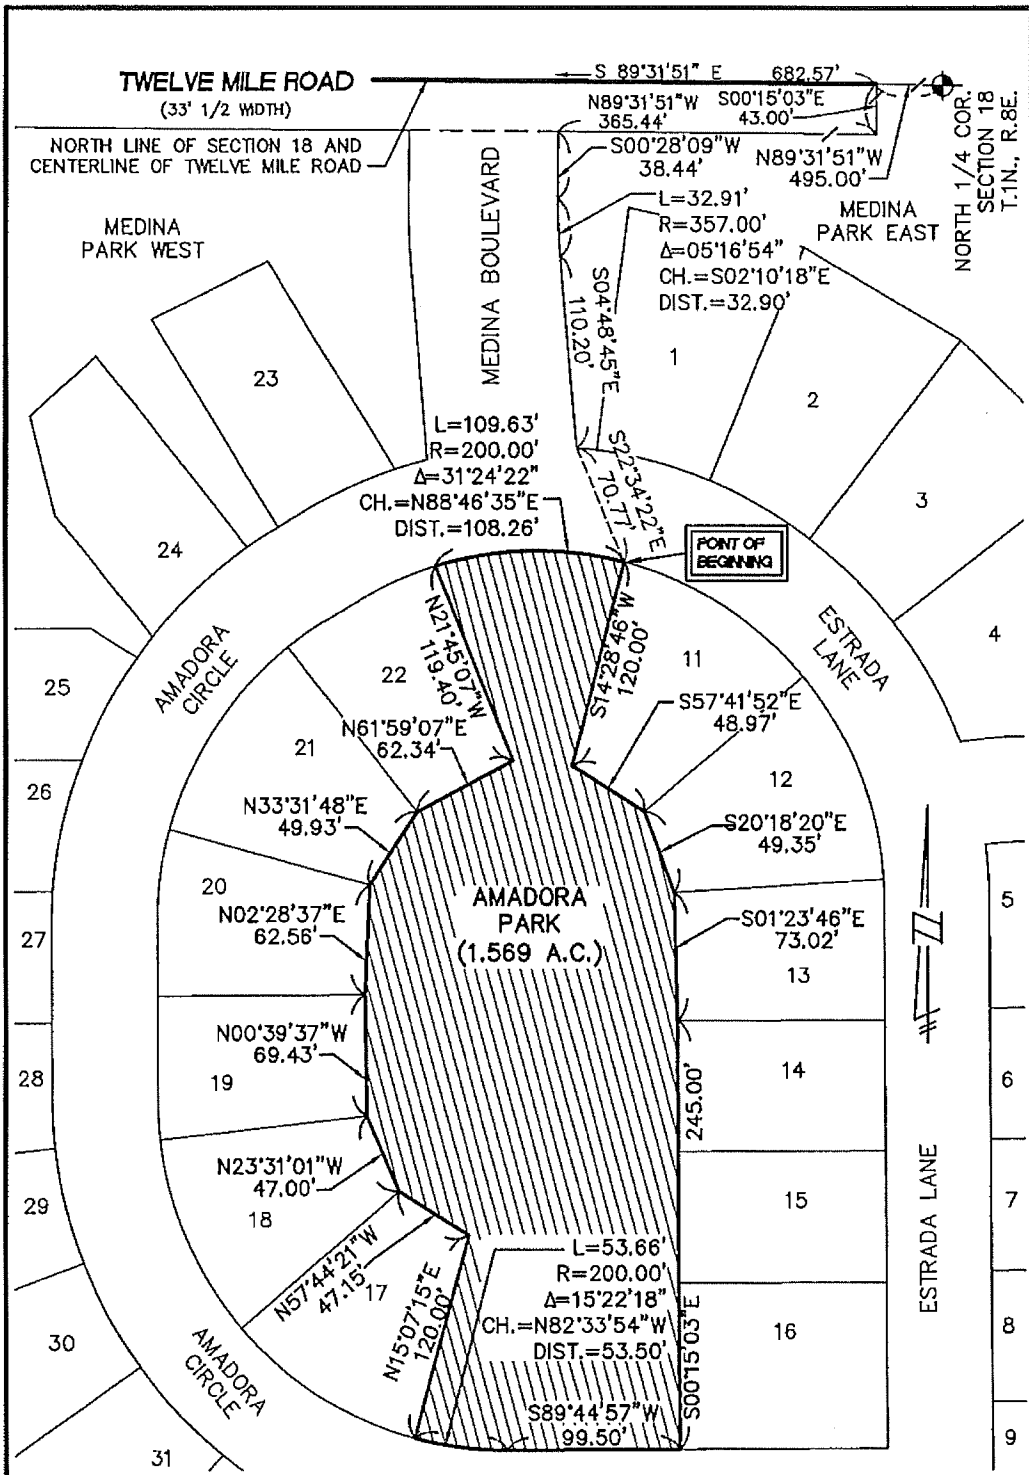 TWELVE MILE ROAD
(33' 1/2 WIDTH)
NORTH LINE OF SECTION 18 AND
CENTERLINE OF TWELVE MILE ROAD
S 89°31'51" E 682.57'
N89°31'51"W
365.44'
S00°15'03"E
43.00'
S00°28'09"W
38.44'
N89°31'51"W
495.00'
NORTH 1/4 COR.
SECTION 18
T.1N., R.8E.
MEDINA
PARK WEST
MEDINA BOULEVARD
L=32.91'
R=357.00'
Δ=05°16'54"
CH.=S02°10'18"E
DIST.=32.90'
MEDINA
PARK EAST
S04°48'45"E
110.20'
23
1
2
3
4
24
25
L=109.63'
R=200.00'
Δ=31°24'22"
CH.=N88°46'35"E
DIST.=108.26'
S22°34'22"E
70.77'
POINT OF
BEGINNING
AMADORA
CIRCLE
ESTRADA
LANE
22
N21°45'07"W
119.40'
S14°28'46"W
120.00'
11
S57°41'52"E
48.97'
N61°59'07"E
62.34'
21
12
26
N33°31'48"E
49.93'
S20°18'20"E
49.35'
20
AMADORA
PARK
(1.569 A.C.)
5
27
N02°28'37"E
62.56'
S01°23'46"E
73.02'
13
N
N00°39'37"W
69.43'
28
19
14
6
245.00'
N23°31'01"W
47.00'
29
18
15
7
ESTRADA LANE
N57°44'21"W
47.15'
17
N15°07'15"E
120.00'
L=53.66'
R=200.00'
Δ=15°22'18"
CH.=N82°33'54"W
DIST.=53.50'
S00°15'03"E
16
8
30
AMADORA
CIRCLE
S89°44'57"W
99.50'
31
9